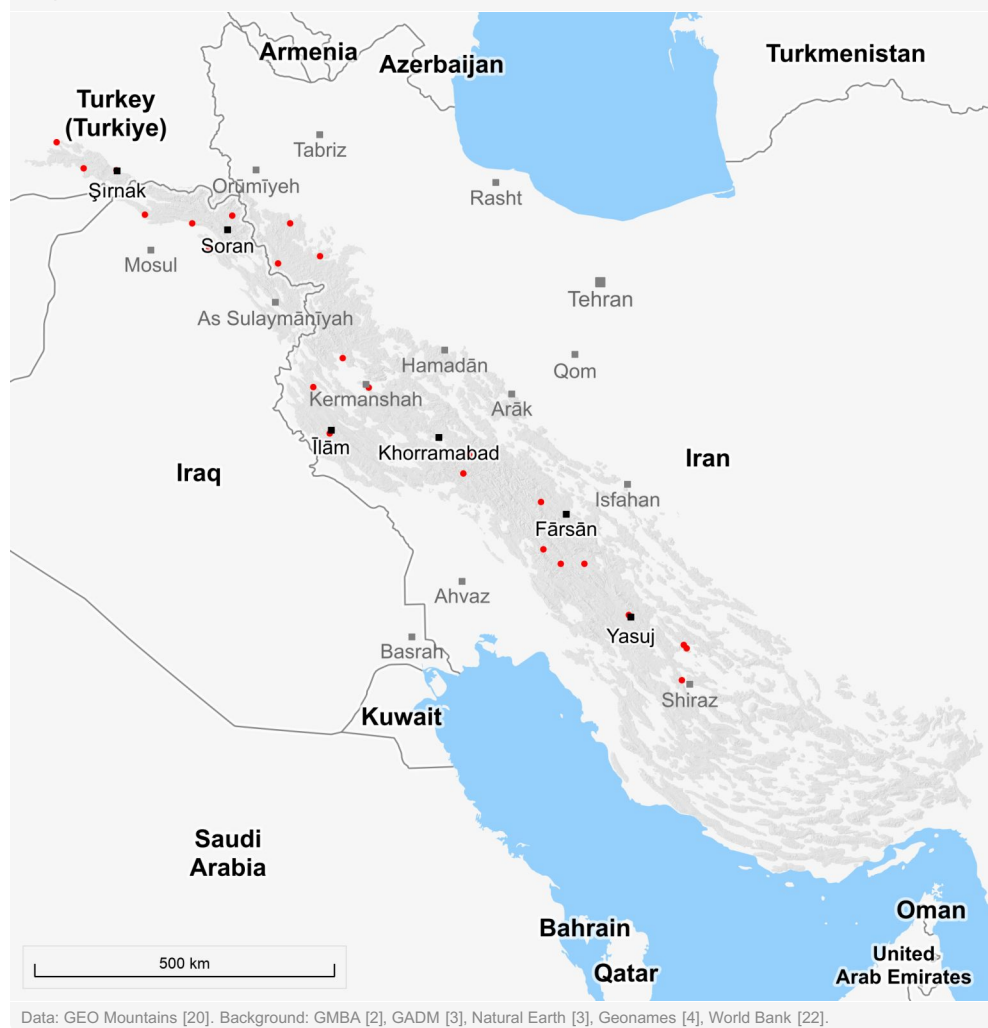 Armenia
Azerbaijan
Turkmenistan
Turkey
(Turkiye)
Tabriz
Orūmīyeh
Rasht
Şırnak
Soran
Mosul
Tehran
As Sulaymānīyah
Hamadān
Qom
Kermanshah
Arāk
Īlām
Khorramabad
Iran
Iraq
Isfahan
Fārsān
Ahvaz
Yasuj
Basrah
Shiraz
Kuwait
Saudi
Arabia
Oman
Bahrain
United
Arab Emirates
Qatar
500 km
Data: GEO Mountains [20]. Background: GMBA [2], GADM [3], Natural Earth [3], Geonames [4], World Bank [22].